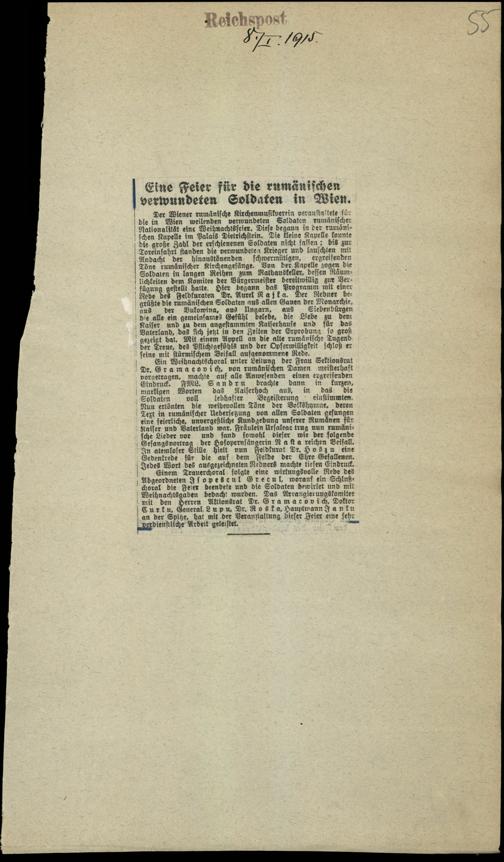 Reichspost
8./I. 1915.
55
Eine Feier für die rumänischen
verwundeten Soldaten in Wien.
Der Wiener rumänische Kirchenmusikverein veranstaltete für
die in Wien weilenden verwundeten Soldaten rumänischer
Nationalität eine Weihnachtsfeier. Diese begann in der rumäni-
schen Kapelle im Palais Dietrichstein. Die kleine Kapelle konnte
die große Zahl der erschienenen Soldaten nicht fassen; bis zur
Toreinfahrt standen die verwundeten Krieger und lauschten mit
Andacht der hinaustönenden schwermütigen, ergreifenden
Töne rumänischer Kirchengesänge. Von der Kapelle gegen die
Soldaten in langen Reihen zum Rathauskeller, dessen Räum-
lichkeiten dem Komitee der Bürgermeister bereitwillig zur Ver-
fügung gestellt hatte. Hier begann das Programm mit einer
Rede des Feldkuraten Dr. Aurel Najka. Der Redner be-
grüßte die rumänischen Soldaten aus allen Gauen der Monarchie,
aus der Bukowina, aus Ungarn, aus Siebenbürgen
die alle ein gemeinsames Gefühl belebe, die Liebe zu dem
Kaiser und zu dem angestammten Kaiserhause und für das
Vaterland, das sich jetzt in den Zeiten der Erprobung so groß
gezeigt hat. Mit einem Appell an die alte rumänische Tugend
der Treue, des Pflichtgefühls und der Opferwilligkeit schloß er
seine mit stürmischem Beifall aufgenommene Rede.
Ein Weihnachtschoral unter Leitung der Frau Sektionsrat
Dr. Gramacovich, von rumänischen Damen meisterhaft
vorgetragen, machte auf alle Anwesenden einen ergreifenden
Eindruck. FML. Sandru brachte dann in kurzen,
markigen Worten das Kaiserhoch aus, in das die
Soldaten voll lebhafter Begeisterung einstimmten.
Nun ertönten die weihevollen Töne der Volkshymne, deren
Text in rumänischer Uebersetzung von allen Soldaten gesungen
eine feierliche, unvergeßliche Kundgebung unserer Rumänen für
Kaiser und Vaterland war. Fräulein Ursaleac trug nun rumäni-
sche Lieder vor und fand sowohl dieser wie der folgende
Gesangsvortrag der Hofopernsängerin Nasta reichen Beifall.
In atemloser Stille hielt nun Feldkurat Dr. Hoszu eine
Gedenkrede für die auf dem Felde der Ehre Gefallenen.
Jedes Wort des ausgezeichneten Redners machte tiefen Eindruck.
Einem Trauerchoral folgte eine wirkungsvolle Rede des
Abgeordneten Isopescul Grecul, worauf ein Schluß-
choral die Feier beendete und die Soldaten bewirtet und mit
Weihnachtsgaben bedacht wurden. Das Arrangierungskomitee
mit den Herren Aktionsrat Dr. Gramacovich, Doktor
Curku, General Lupu, Dr. Roska, Hauptmann Janku
an der Spitze, hat mit der Veranstaltung dieser Feier eine sehr
verdienstliche Arbeit geleistet.